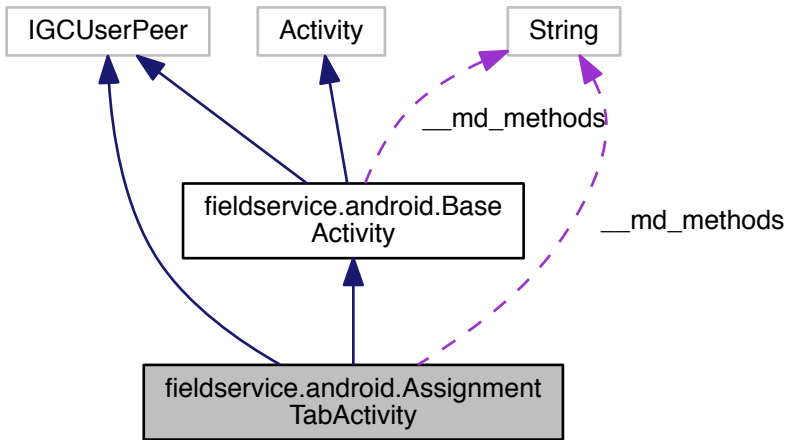 IGCUserPeer
Activity
String
__md_methods
fieldservice.android.Base
Activity
__md_methods
fieldservice.android.Assignment
TabActivity